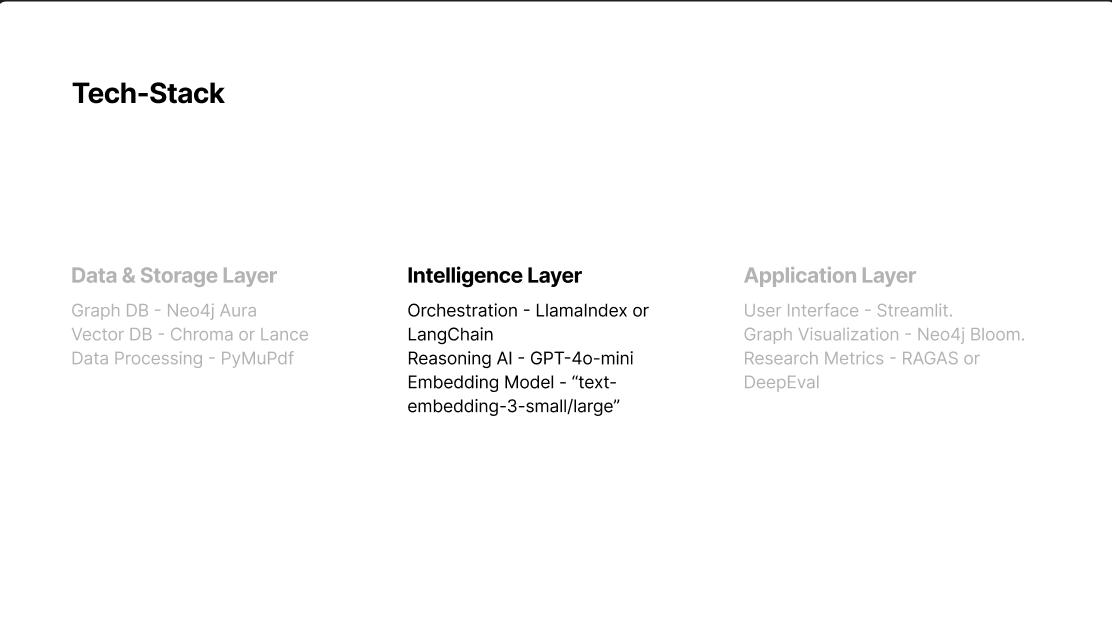 Tech-Stack
Data & Storage Layer
Graph DB - Neo4j Aura
Vector DB - Chroma or Lance
Data Processing - PyMuPdf
Intelligence Layer
Orchestration - LlamaIndex or
LangChain
Reasoning AI - GPT-4o-mini
Embedding Model - “text-
embedding-3-small/large”
Application Layer
User Interface - Streamlit.
Graph Visualization - Neo4j Bloom.
Research Metrics - RAGAS or
DeepEval